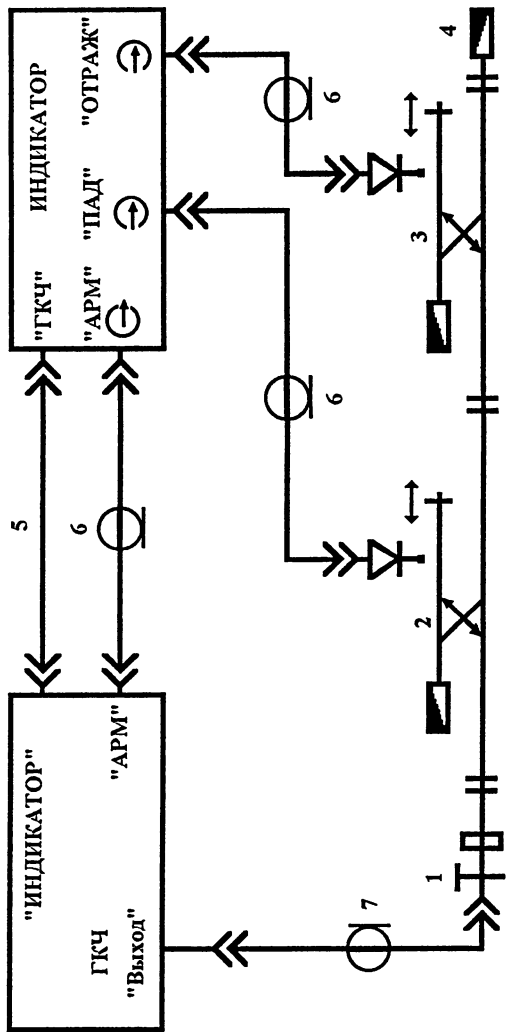 "ИНДИКАТОР"
"АРМ"
ГКЧ
"Выход"
5
6
ИНДИКАТОР
"ГКЧ"
"АРМ"
"ПАД"
"ОТРАЖ"
7
6
6
1
2
3
4